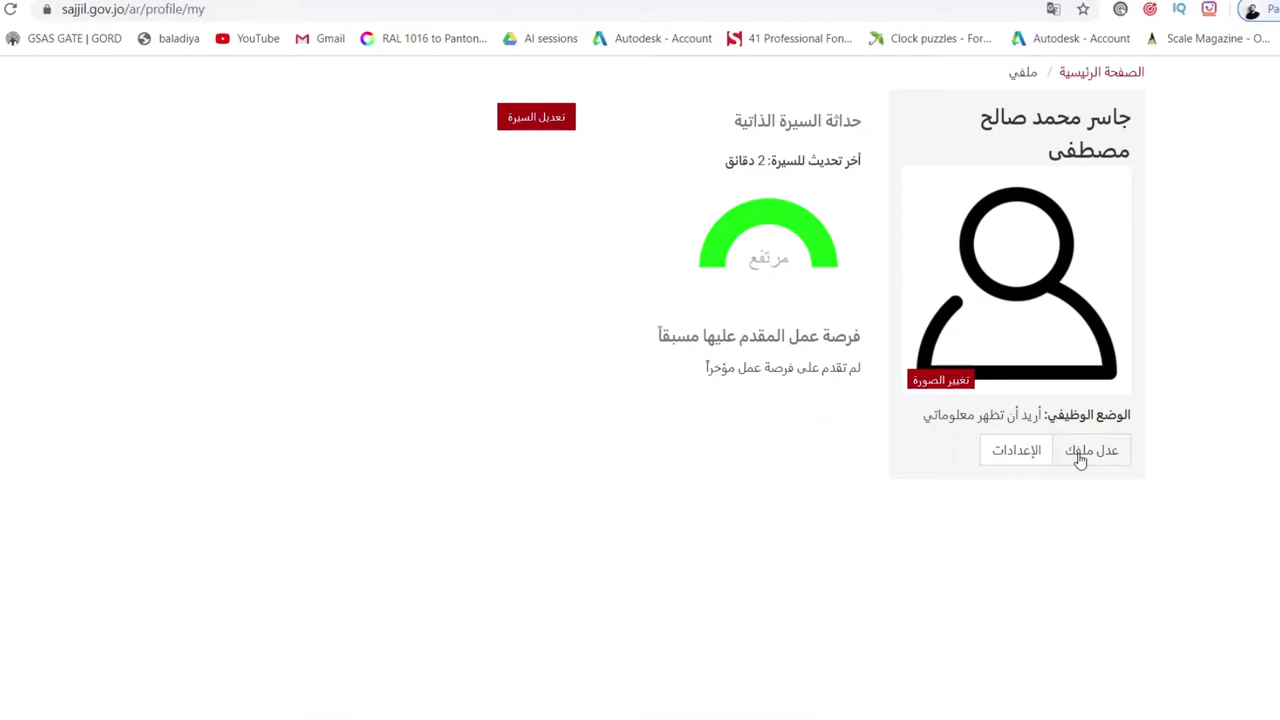 sajjil.gov.jo/ar/profile/my
GSAS GATE | GORD
baladiya
YouTube
Gmail
RAL 1016 to Panton...
AI sessions
Autodesk - Account
41 Professional Fon...
Clock puzzles - For...
Autodesk - Account
Scale Magazine - O...
Pa
الصفحة الرئيسية / ملفي
جاسر محمد صالح
مصطفى
تغيير الصورة
الوضع الوظيفي: أريد أن تظهر معلوماتي
عدل ملفك
الإعدادات
حداثة السيرة الذاتية
تعديل السيرة
أخر تحديث للسيرة: 2 دقائق
مرتفع
فرصة عمل المقدم عليها مسبقاً
لم تقدم على فرصة عمل مؤخراً